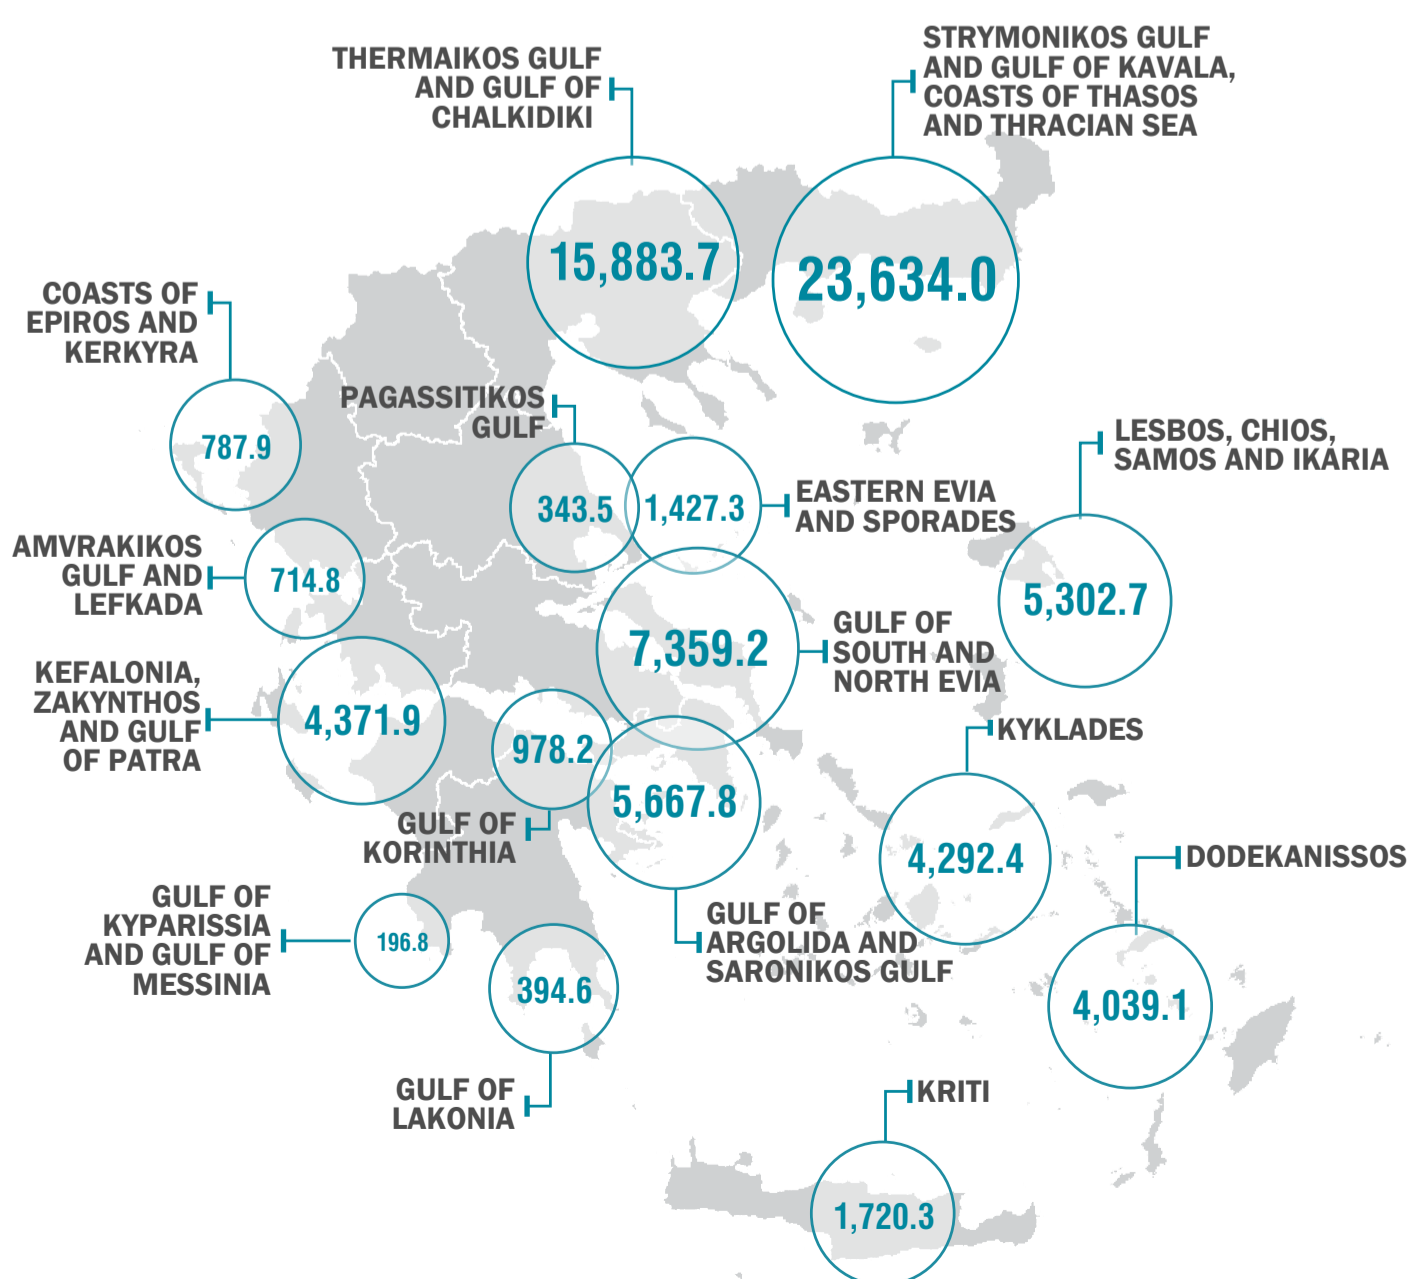 THERMAIKOS GULF
AND GULF OF
CHALKIDIKI
STRYMONIKOS GULF
AND GULF OF KAVALA,
COASTS OF THASOS
AND THRACIAN SEA
15,883.7
23,634.0
COASTS OF
EPIROS AND
KERKYRA
787.9
PAGASSITIKOS
GULF
343.5
1,427.3
EASTERN EVIA
AND SPORADES
LESBOS, CHIOS,
SAMOS AND IKARIA
5,302.7
AMVRAKIKOS
GULF AND
LEFKADA
714.8
7,359.2
GULF OF
SOUTH AND
NORTH EVIA
KEFALONIA,
ZAKYNTHOS
AND GULF
OF PATRA
4,371.9
978.2
GULF OF
KORINTHIA
5,667.8
GULF OF
ARGOLIDA AND
SARONIKOS GULF
KYKLADES
4,292.4
DODEKANISSOS
4,039.1
GULF OF
KYPARISSIA
AND GULF OF
MESSINIA
196.8
394.6
GULF OF
LAKONIA
KRITI
1,720.3